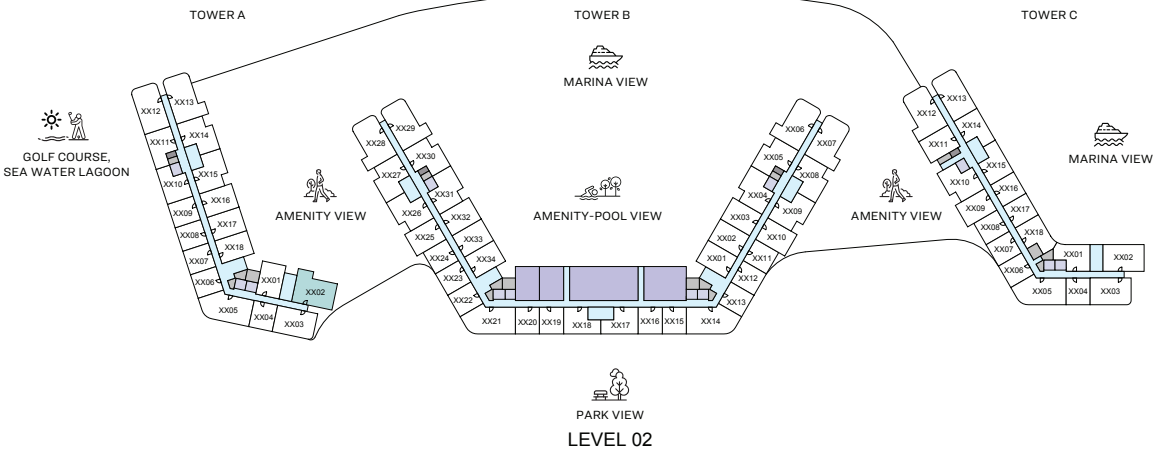 TOWER A
TOWER B
TOWER C
MARINA VIEW
GOLF COURSE,
SEA WATER LAGOON
AMENITY VIEW
AMENITY-POOL VIEW
AMENITY VIEW
MARINA VIEW
XX12
XX13
XX11
XX14
XX10
XX15
XX09
XX16
XX08
XX17
XX07
XX18
XX06
XX01
XX02
XX05
XX04
XX03
XX28
XX29
XX27
XX30
XX26
XX31
XX25
XX32
XX24
XX33
XX23
XX34
XX22
XX21
XX20
XX19
XX18
XX17
XX16
XX15
XX14
XX06
XX07
XX05
XX08
XX04
XX09
XX03
XX10
XX02
XX11
XX01
XX12
XX13
XX12
XX13
XX11
XX14
XX10
XX15
XX09
XX16
XX08
XX17
XX07
XX18
XX06
XX01
XX02
XX05
XX04
XX03
PARK VIEW
LEVEL 02